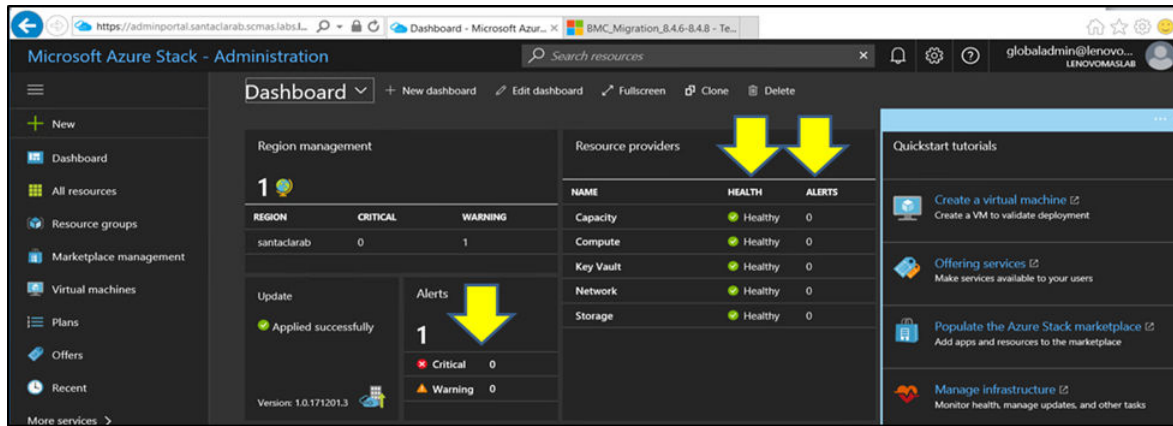 https://adminportal.santaclarab.scmas.labs.l...
Dashboard - Microsoft Azur...
BMC_Migration_8.4.6-8.4.8 - Te...
Microsoft Azure Stack - Administration
Search resources
globaladmin@lenovo...
LENOVOMASLAB
Dashboard
+ New dashboard
Edit dashboard
Fullscreen
Clone
Delete
New
Dashboard
All resources
Resource groups
Marketplace management
Virtual machines
Plans
Offers
Recent
More services >
Region management
1
REGION CRITICAL WARNING
santaclarab 0 1
Update
Applied successfully
Version: 1.0.171201.3
Alerts
1
Critical 0
Warning 0
Resource providers
NAME HEALTH ALERTS
Capacity Healthy 0
Compute Healthy 0
Key Vault Healthy 0
Network Healthy 0
Storage Healthy 0
...
Quickstart tutorials
Create a virtual machine
Create a VM to validate deployment
Offering services
Make services available to your users
Populate the Azure Stack marketplace
Add apps and resources to the marketplace
Manage infrastructure
Monitor health, manage updates, and other tasks